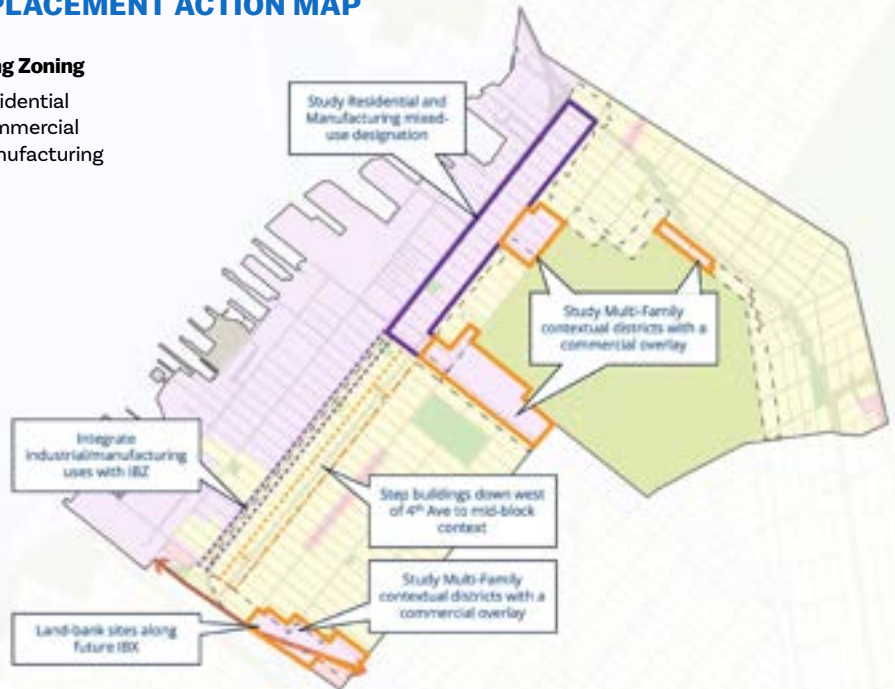 PLACEMENT ACTION MAP
ng Zoning
idential
mmercial
nufacturing
Study Residential and
Manufacturing mixed-
use designation
Study Multi-Family
contextual districts with a
commercial overlay
Integrate
industrial/manufacturing
uses with IBZ
Step buildings down west
of 4th Ave to mid-block
context
Study Multi-Family
contextual districts with a
commercial overlay
Land-bank sites along
future IBX